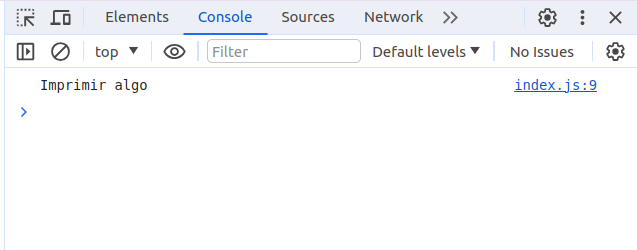 Elements Console Sources Network
top Filter Default levels No Issues
Imprimir algo index.js:9